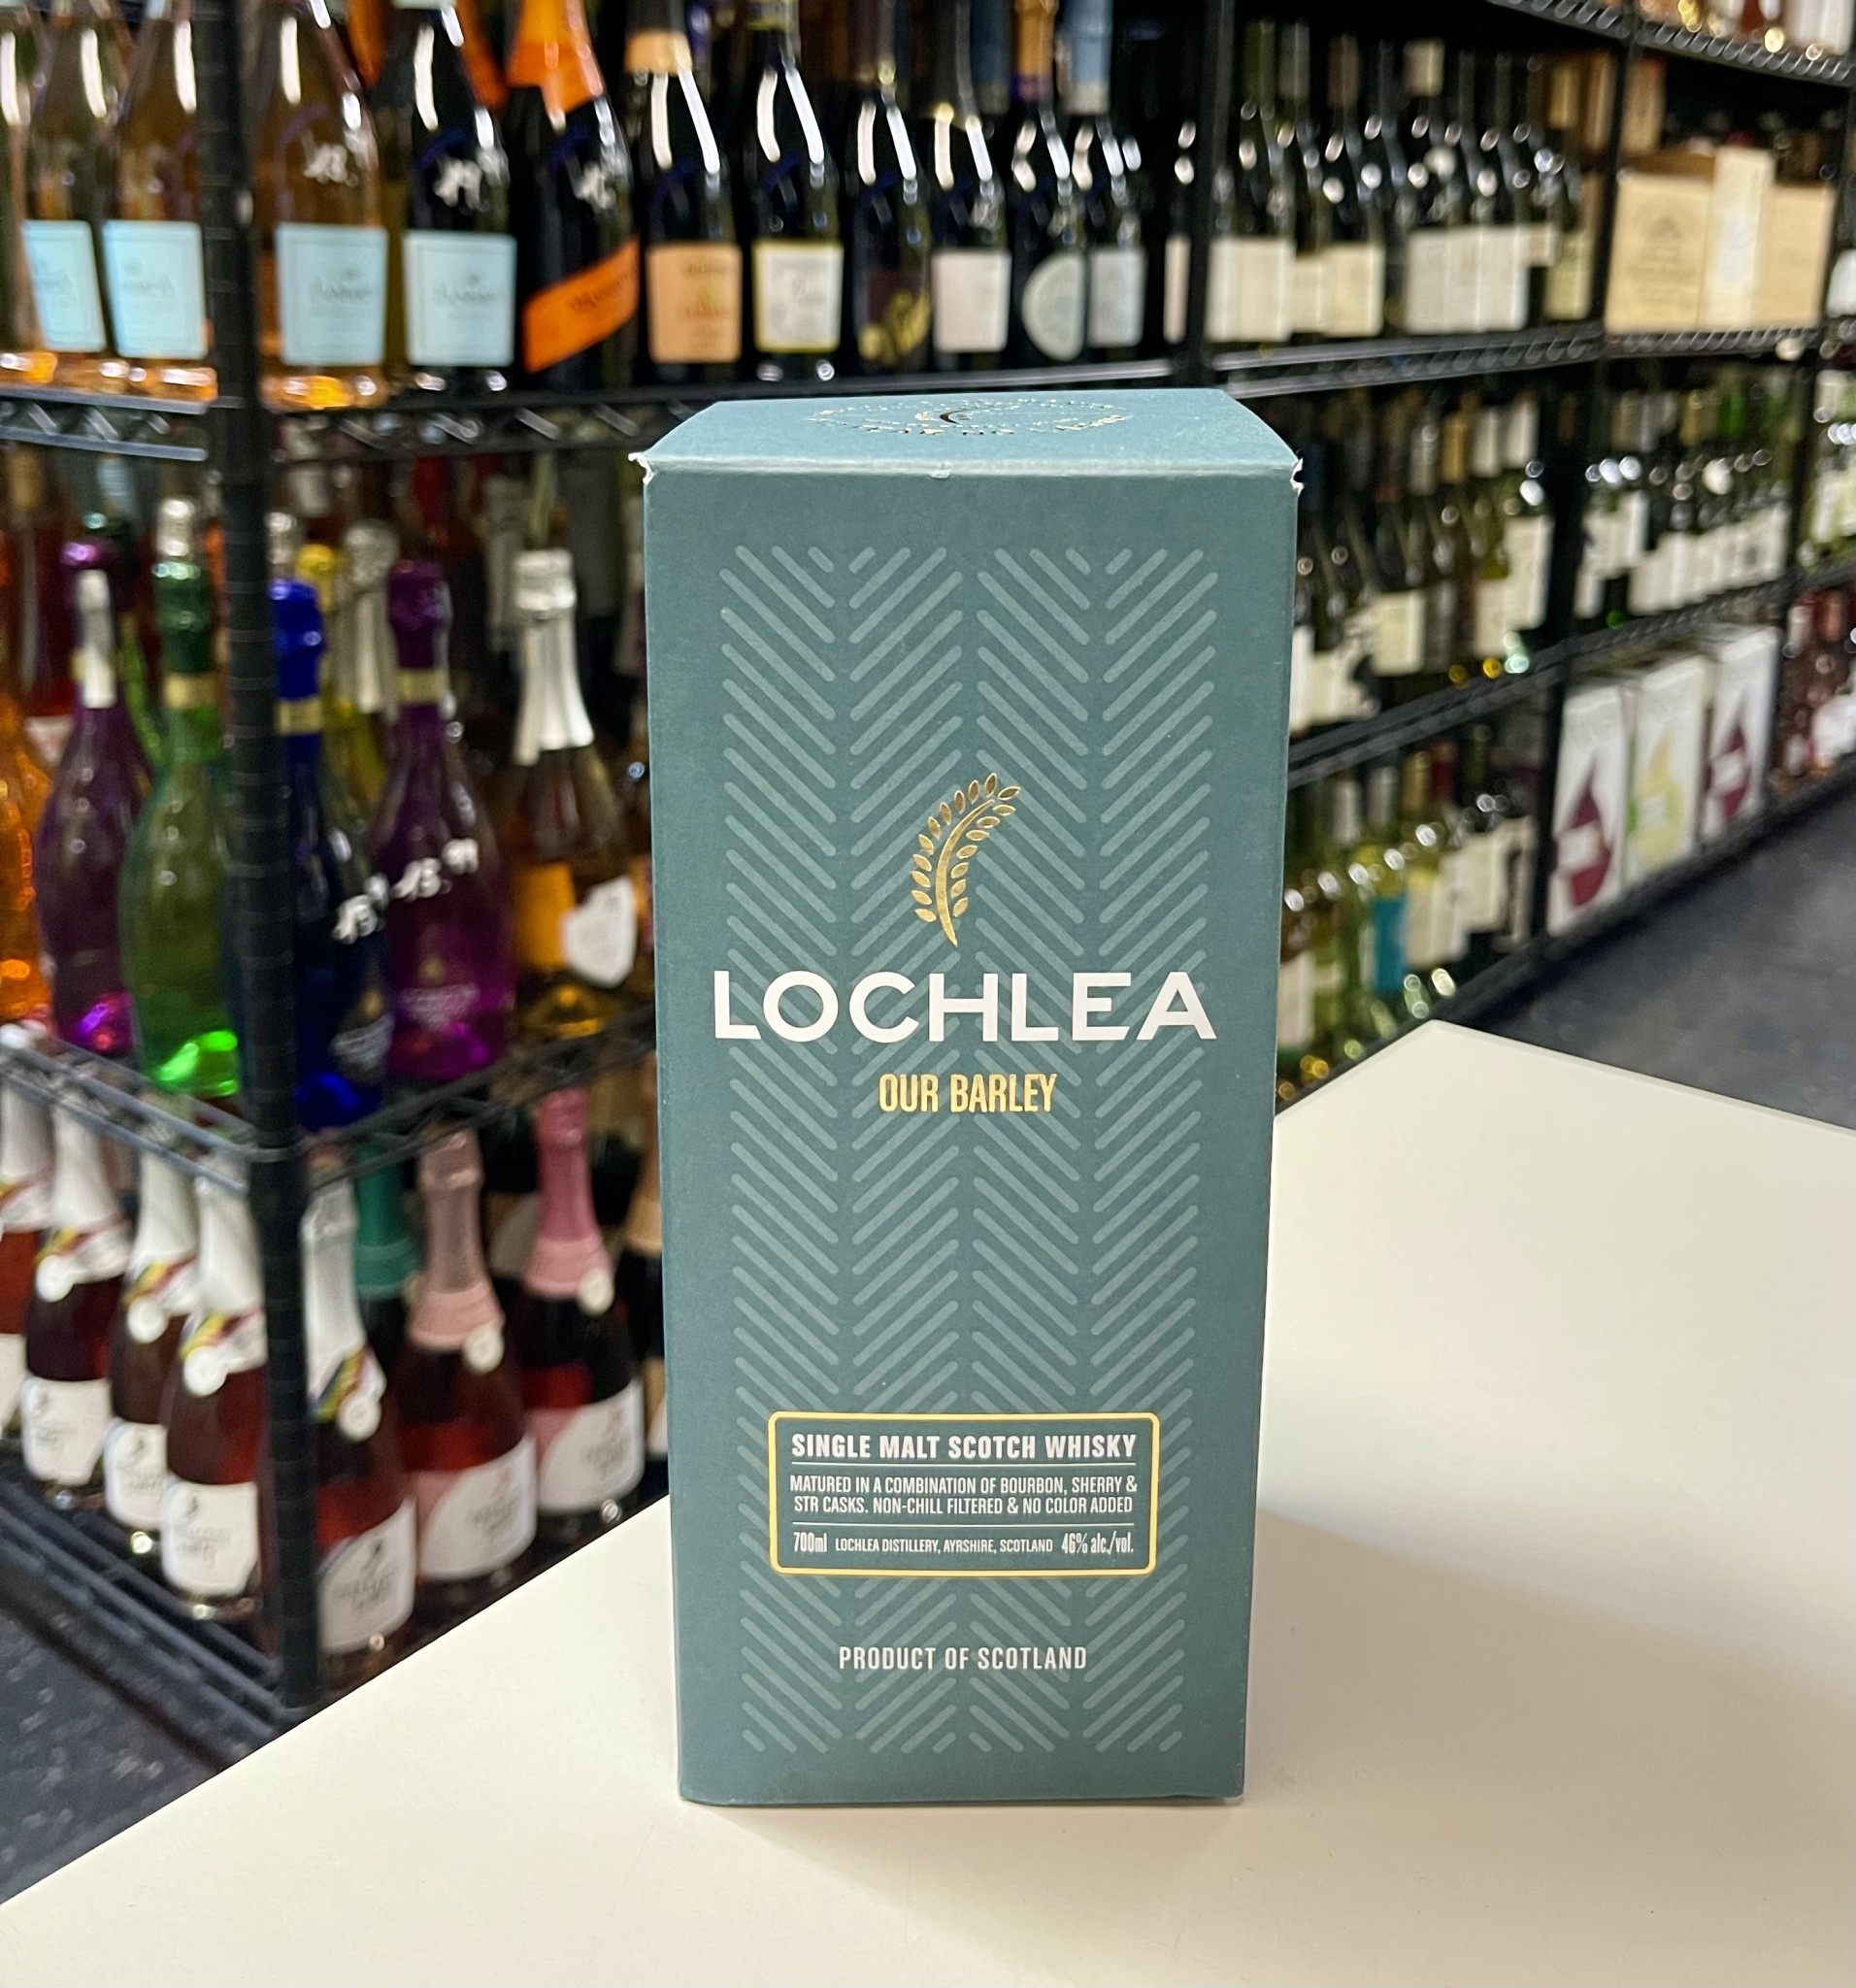 LOCHLEA
OUR BARLEY
SINGLE MALT SCOTCH WHISKY
MATURED IN A COMBINATION OF BOURBON, SHERRY &
STR CASKS. NON-CHILL FILTERED & NO COLOR ADDED
700ml LOCHLEA DISTILLERY, AYRSHIRE, SCOTLAND 46% alc./vol.
PRODUCT OF SCOTLAND